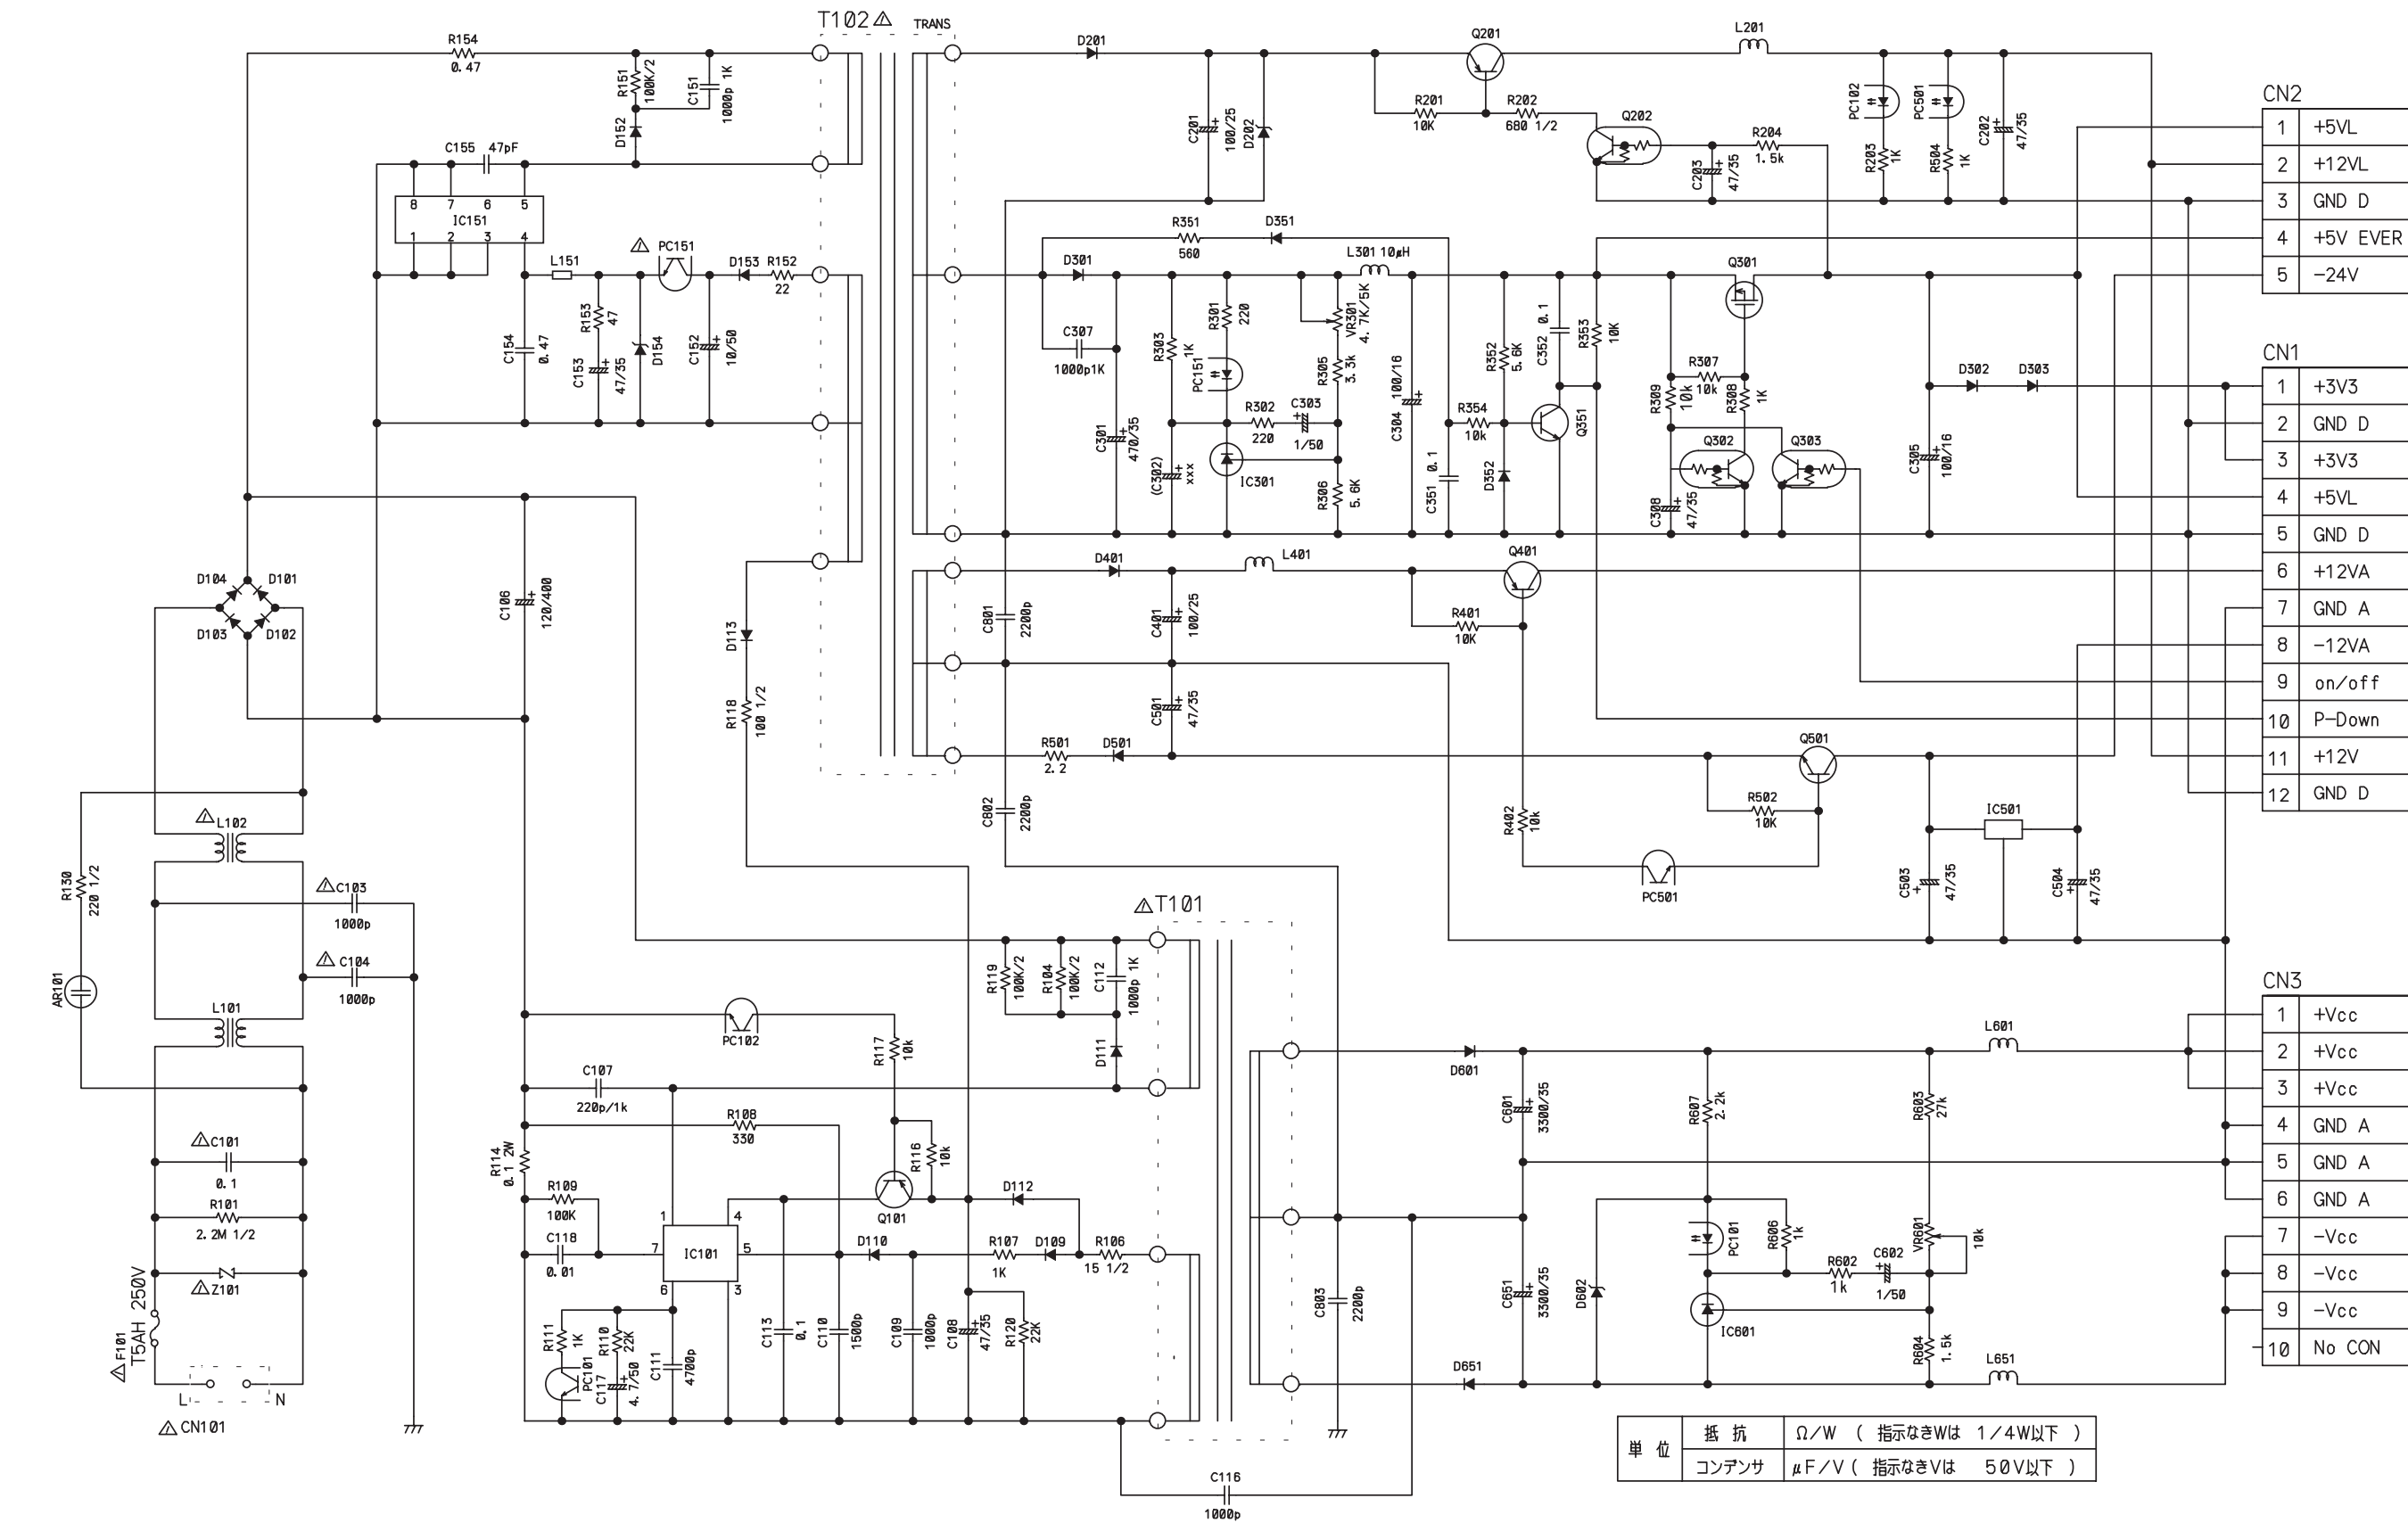 T102 TRANS
R154
0.47
R151
100K/2
C151
1000p 1K
D152
C155 47pF
8 7 6 5
IC151
1 2 3 4
L151
PC151
D153
R152
22
R153
47
C154
0.47
C153
47/35
D154
C152
10/50
D201
C201
100/25
D202
Q201
R201
10K
R202
680 1/2
Q202
R204
1.5k
C203
47/35
L201
PC102
PC501
R203
1K
R504
1K
C202
47/35
R351
560
D351
D301
L301 10μH
C307
1000p1K
R303
1K
R301
220
PC151
VR301
4.7K/5K
R305
3.3k
C304 100/16
R302
220
C303
1/50
C301
470/35
(C302)
xxx
IC301
R306
5.6K
C351 0.1
R354
10k
R352
5.6K
D352
C352 0.1
R353
10K
Q351
Q301
R307
10k
R309
10k
R308
1K
Q302
Q303
C308
47/35
D302
D303
C305
100/16
CN2
1 +5VL
2 +12VL
3 GND D
4 +5V EVER
5 -24V
CN1
1 +3V3
2 GND D
3 +3V3
4 +5VL
5 GND D
6 +12VA
7 GND A
8 -12VA
9 on/off
10 P-Down
11 +12V
12 GND D
D104
D101
D103
D102
C106
120/400
D113
R118
100 1/2
C801
2200p
D401
L401
C401
100/25
Q401
R401
10K
C501
47/35
R501
2.2
D501
C802
2200p
R402
10k
PC501
Q501
R502
10K
IC501
C503
47/35
C504
47/35
L102
R130
220 1/2
C103
1000p
C104
1000p
AR101
L101
C101
0.1
R101
2.2M 1/2
Z101
F101
T5AH 250V
L N
CN101
T101
R119
100K/2
R104
100K/2
C112
1000p 1K
D111
PC102
R117
10k
C107
220p/1k
R108
330
R114
0.1 2W
R109
100K
C118
0.01
R116
10k
Q101
D112
1 4
7 IC101 5
6 3
D110
R107
1K
D109
R106
15 1/2
R111
1K
PC101
R110
22K
C117
4.7/50
C111
4700p
C113
0.1
C110
1500p
C109
1000p
C108
47/35
R120
22K
C803
2200p
C116
1000p
D601
C601
3300/35
C651
3300/35
D651
R607
2.2k
D602
PC101
R606
1k
IC601
R602
1k
C602
1/50
R603
27k
VR601
10k
R604
1.5k
L601
L651
CN3
1 +Vcc
2 +Vcc
3 +Vcc
4 GND A
5 GND A
6 GND A
7 -Vcc
8 -Vcc
9 -Vcc
10 No CON
単 位
抵 抗 Ω/W ( 指示なきWは 1/4W以下 )
コンデンサ μF/V ( 指示なきVは 50V以下 )